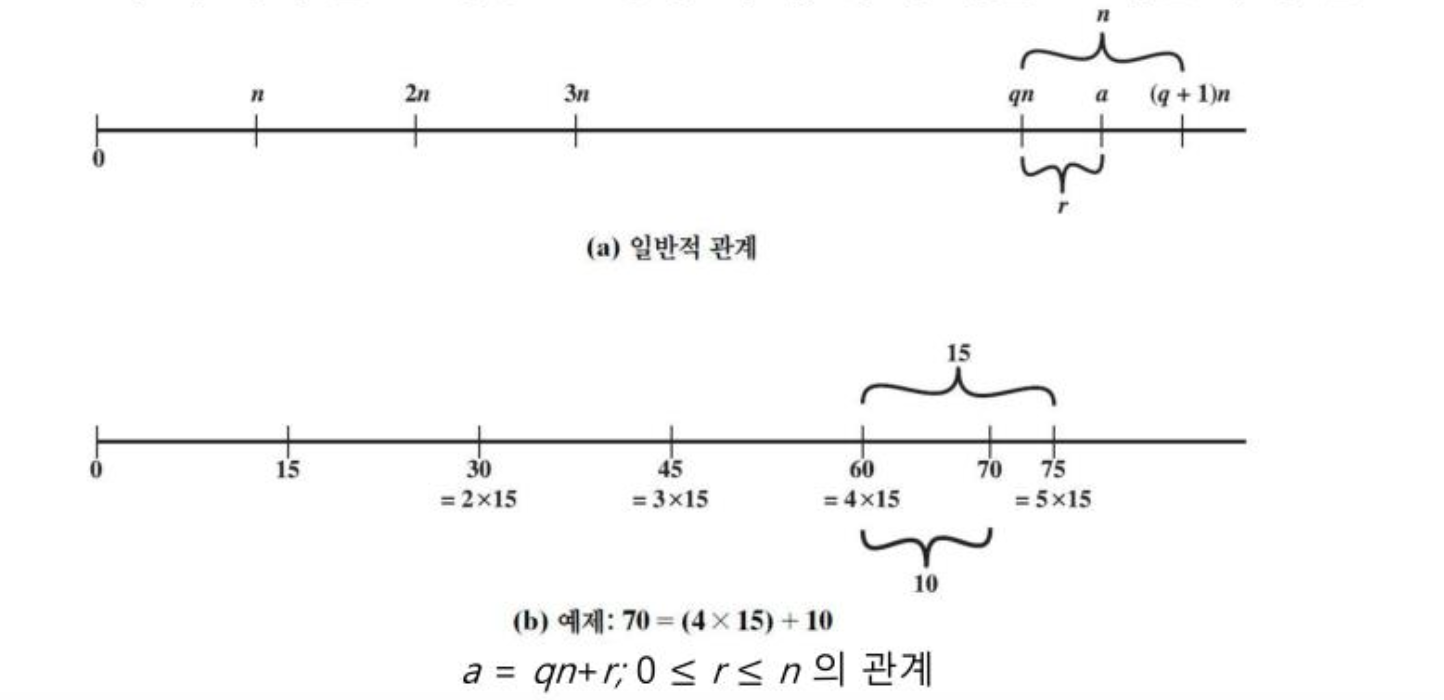 n
n 2n 3n qn a (q + 1)n
0
r
(a) 일반적 관계
15
0 15 30 45 60 70 75
= 2×15 = 3×15 = 4×15 = 5×15
10
(b) 예제: 70 = (4 × 15) + 10
a = qn+r; 0 ≤ r ≤ n 의 관계